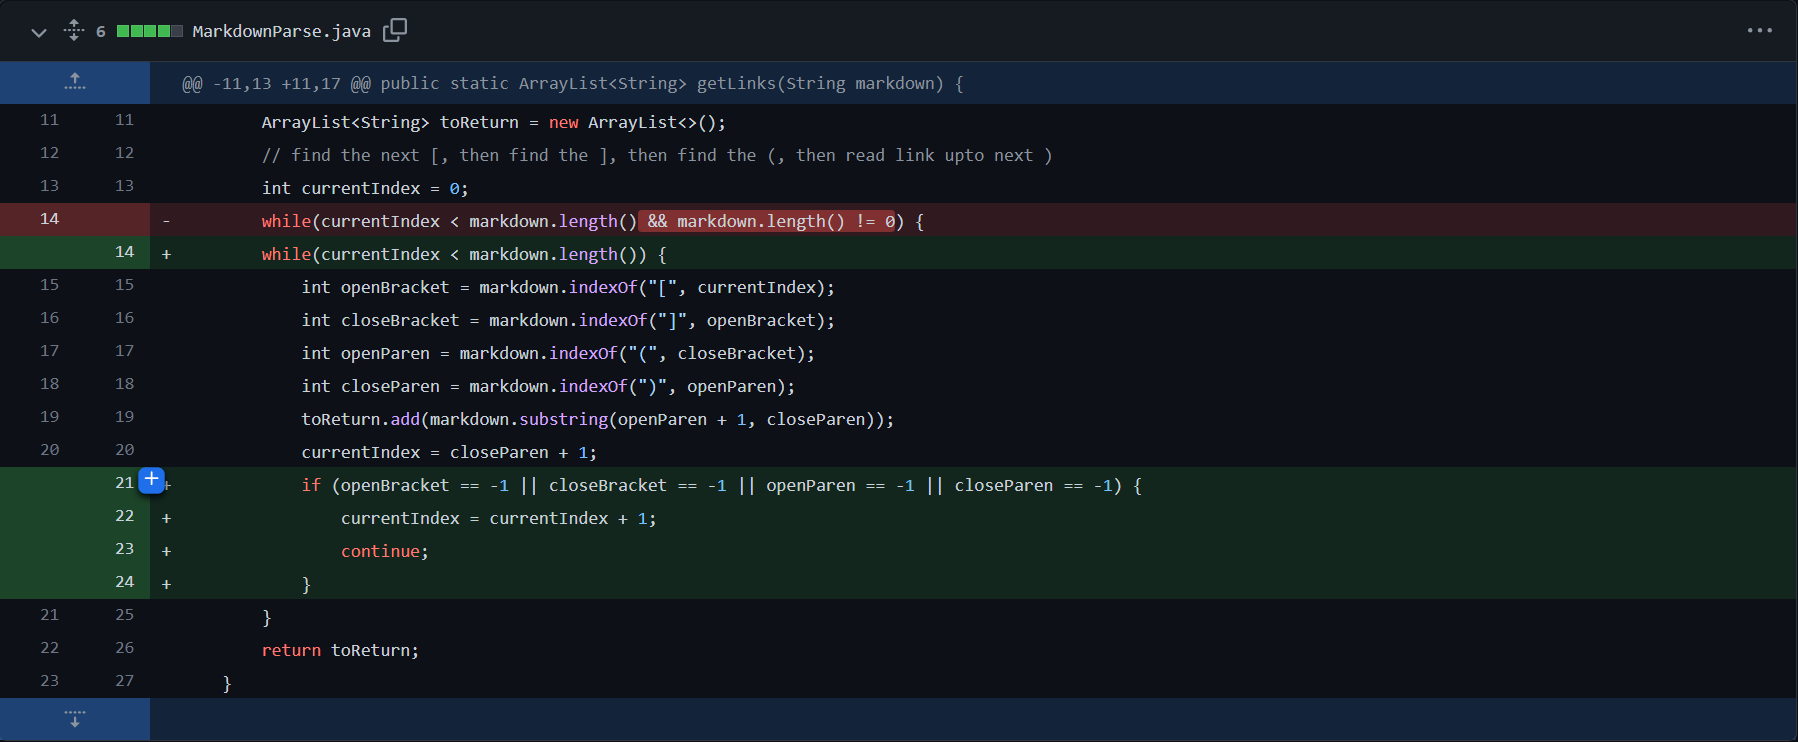 6 MarkdownParse.java
@@ -11,13 +11,17 @@ public static ArrayList<String> getLinks(String markdown) {
11 11 ArrayList<String> toReturn = new ArrayList<>();
12 12 // find the next [, then find the ], then find the (, then read link upto next )
13 13 int currentIndex = 0;
14 - while(currentIndex < markdown.length() && markdown.length() != 0) {
14 + while(currentIndex < markdown.length()) {
15 15 int openBracket = markdown.indexOf("[", currentIndex);
16 16 int closeBracket = markdown.indexOf("]", openBracket);
17 17 int openParen = markdown.indexOf("(", closeBracket);
18 18 int closeParen = markdown.indexOf(")", openParen);
19 19 toReturn.add(markdown.substring(openParen + 1, closeParen));
20 20 currentIndex = closeParen + 1;
21 + if (openBracket == -1 || closeBracket == -1 || openParen == -1 || closeParen == -1) {
22 + currentIndex = currentIndex + 1;
23 + continue;
24 + }
21 25 }
22 26 return toReturn;
23 27 }